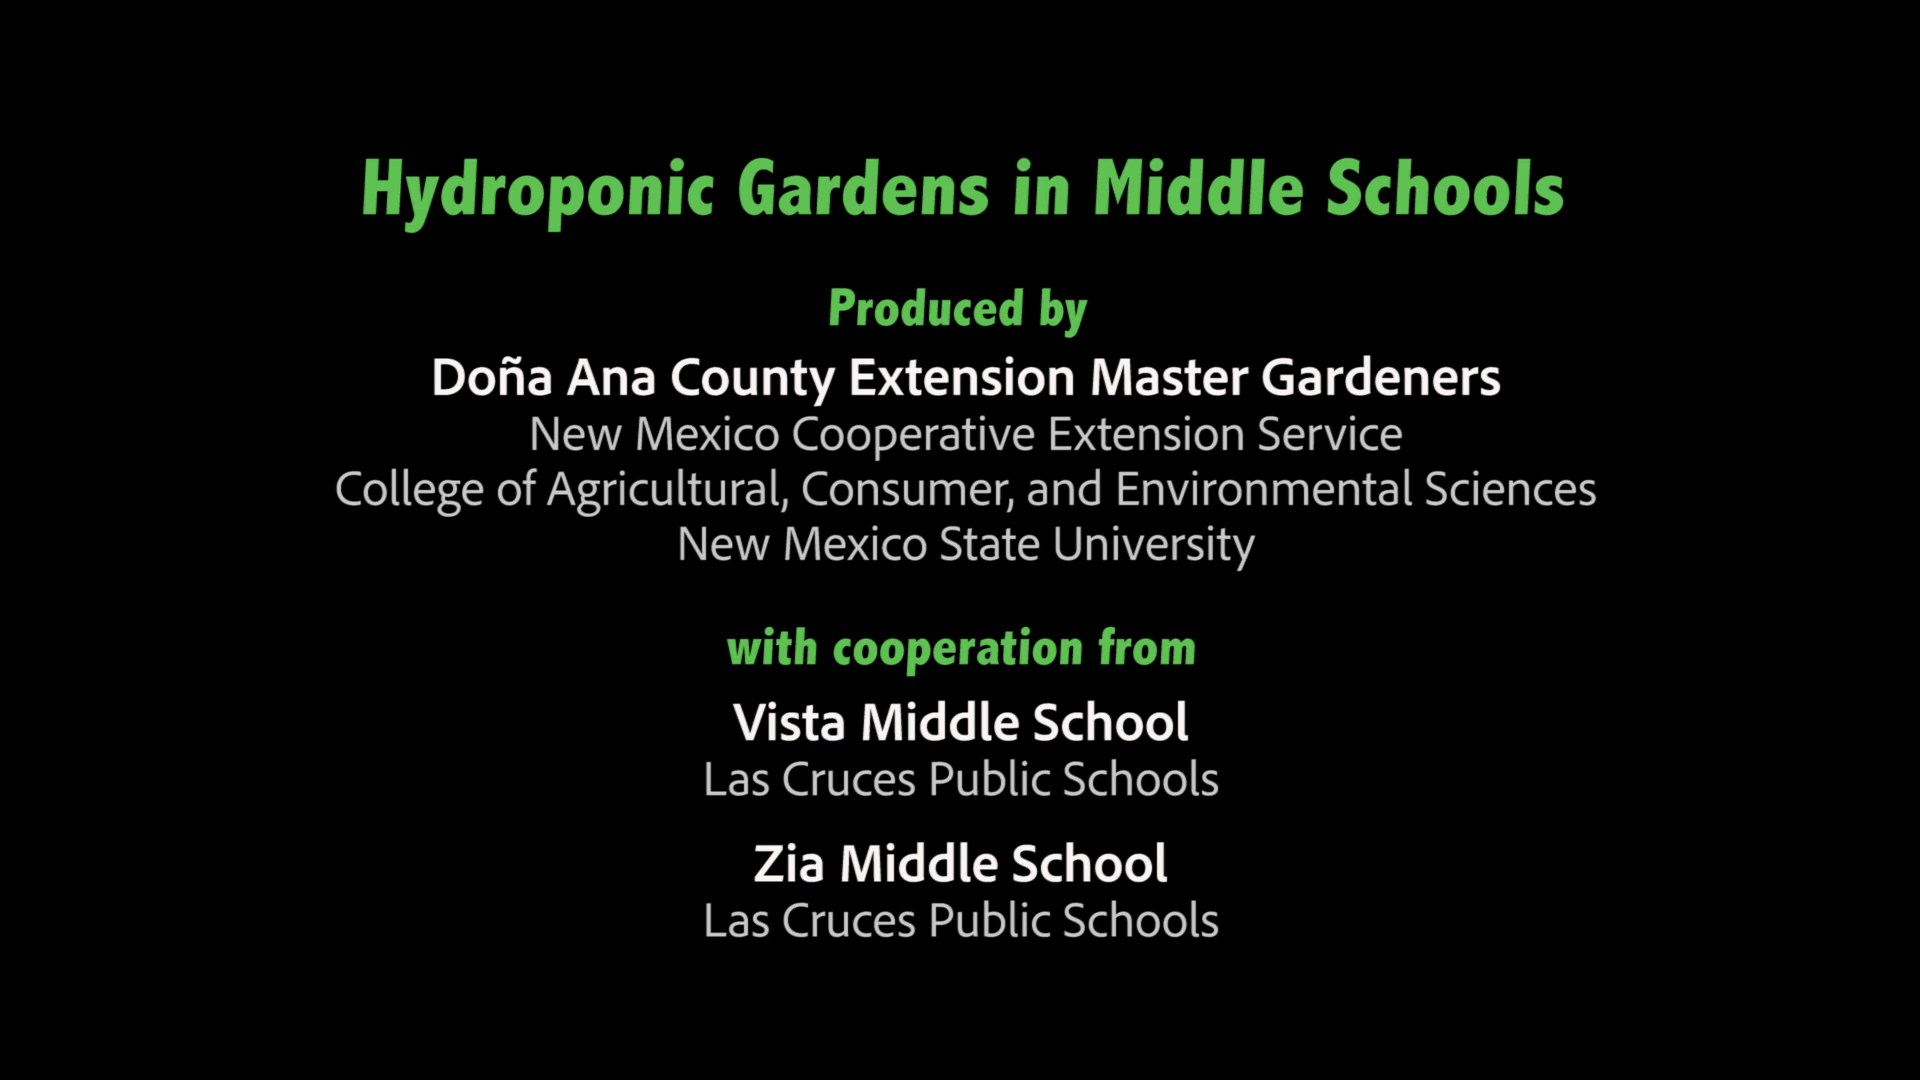 Hydroponic Gardens in Middle Schools
Produced by
Doña Ana County Extension Master Gardeners
New Mexico Cooperative Extension Service
College of Agricultural, Consumer, and Environmental Sciences
New Mexico State University
with cooperation from
Vista Middle School
Las Cruces Public Schools
Zia Middle School
Las Cruces Public Schools